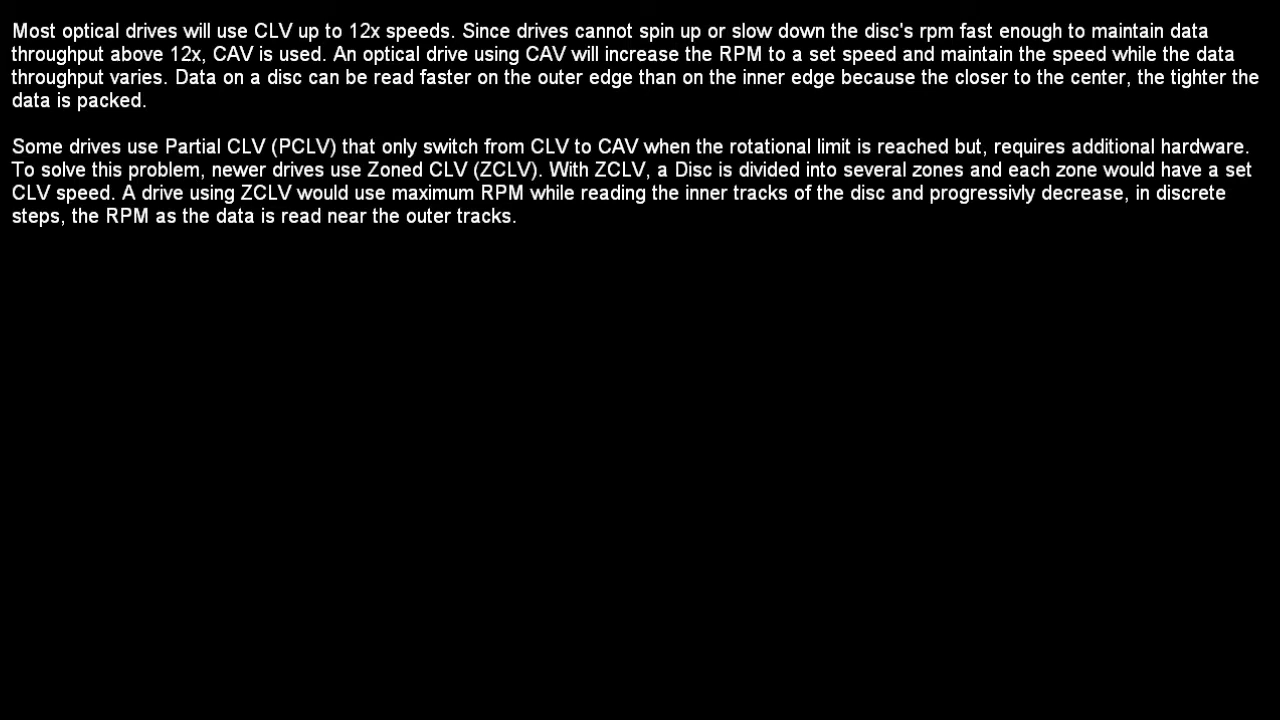 Most optical drives will use CLV up to 12x speeds. Since drives cannot spin up or slow down the disc's rpm fast enough to maintain data
throughput above 12x, CAV is used. An optical drive using CAV will increase the RPM to a set speed and maintain the speed while the data
throughput varies. Data on a disc can be read faster on the outer edge than on the inner edge because the closer to the center, the tighter the
data is packed.
Some drives use Partial CLV (PCLV) that only switch from CLV to CAV when the rotational limit is reached but, requires additional hardware.
To solve this problem, newer drives use Zoned CLV (ZCLV). With ZCLV, a Disc is divided into several zones and each zone would have a set
CLV speed. A drive using ZCLV would use maximum RPM while reading the inner tracks of the disc and progressivly decrease, in discrete
steps, the RPM as the data is read near the outer tracks.